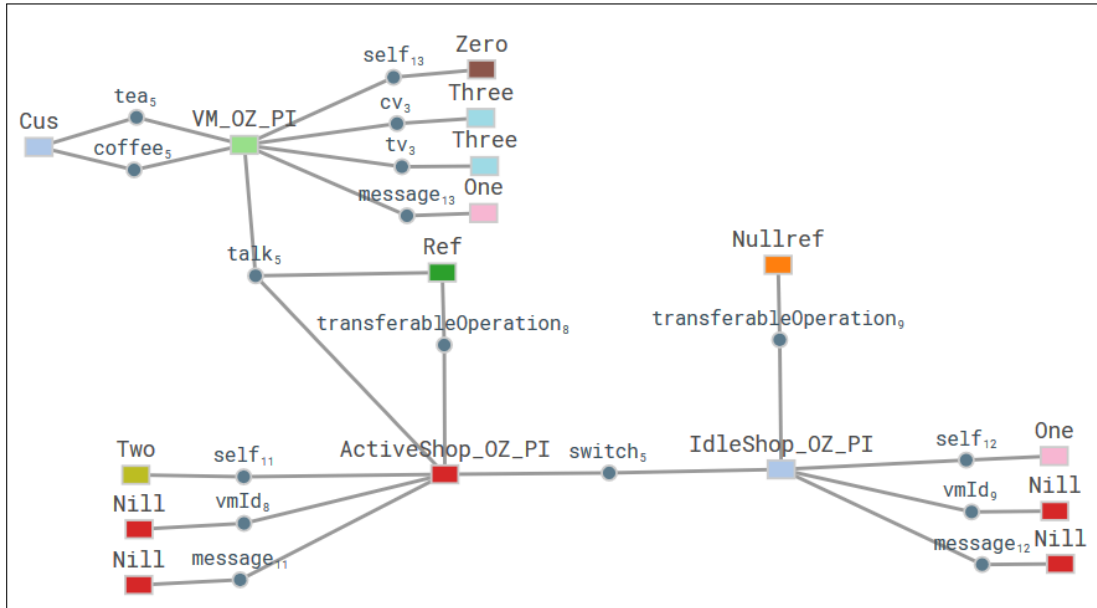 Zero
self₁₃
Three
cv₃
tea₅
VM_OZ_PI
Cus
Three
tv₃
coffee₅
One
message₁₃
Ref
Nullref
talk₅
transferableOperation₈
transferableOperation₉
Two
self₁₁
ActiveShop_OZ_PI
switch₅
IdleShop_OZ_PI
self₁₂
One
Nill
vmId₈
vmId₉
Nill
Nill
message₁₁
message₁₂
Nill